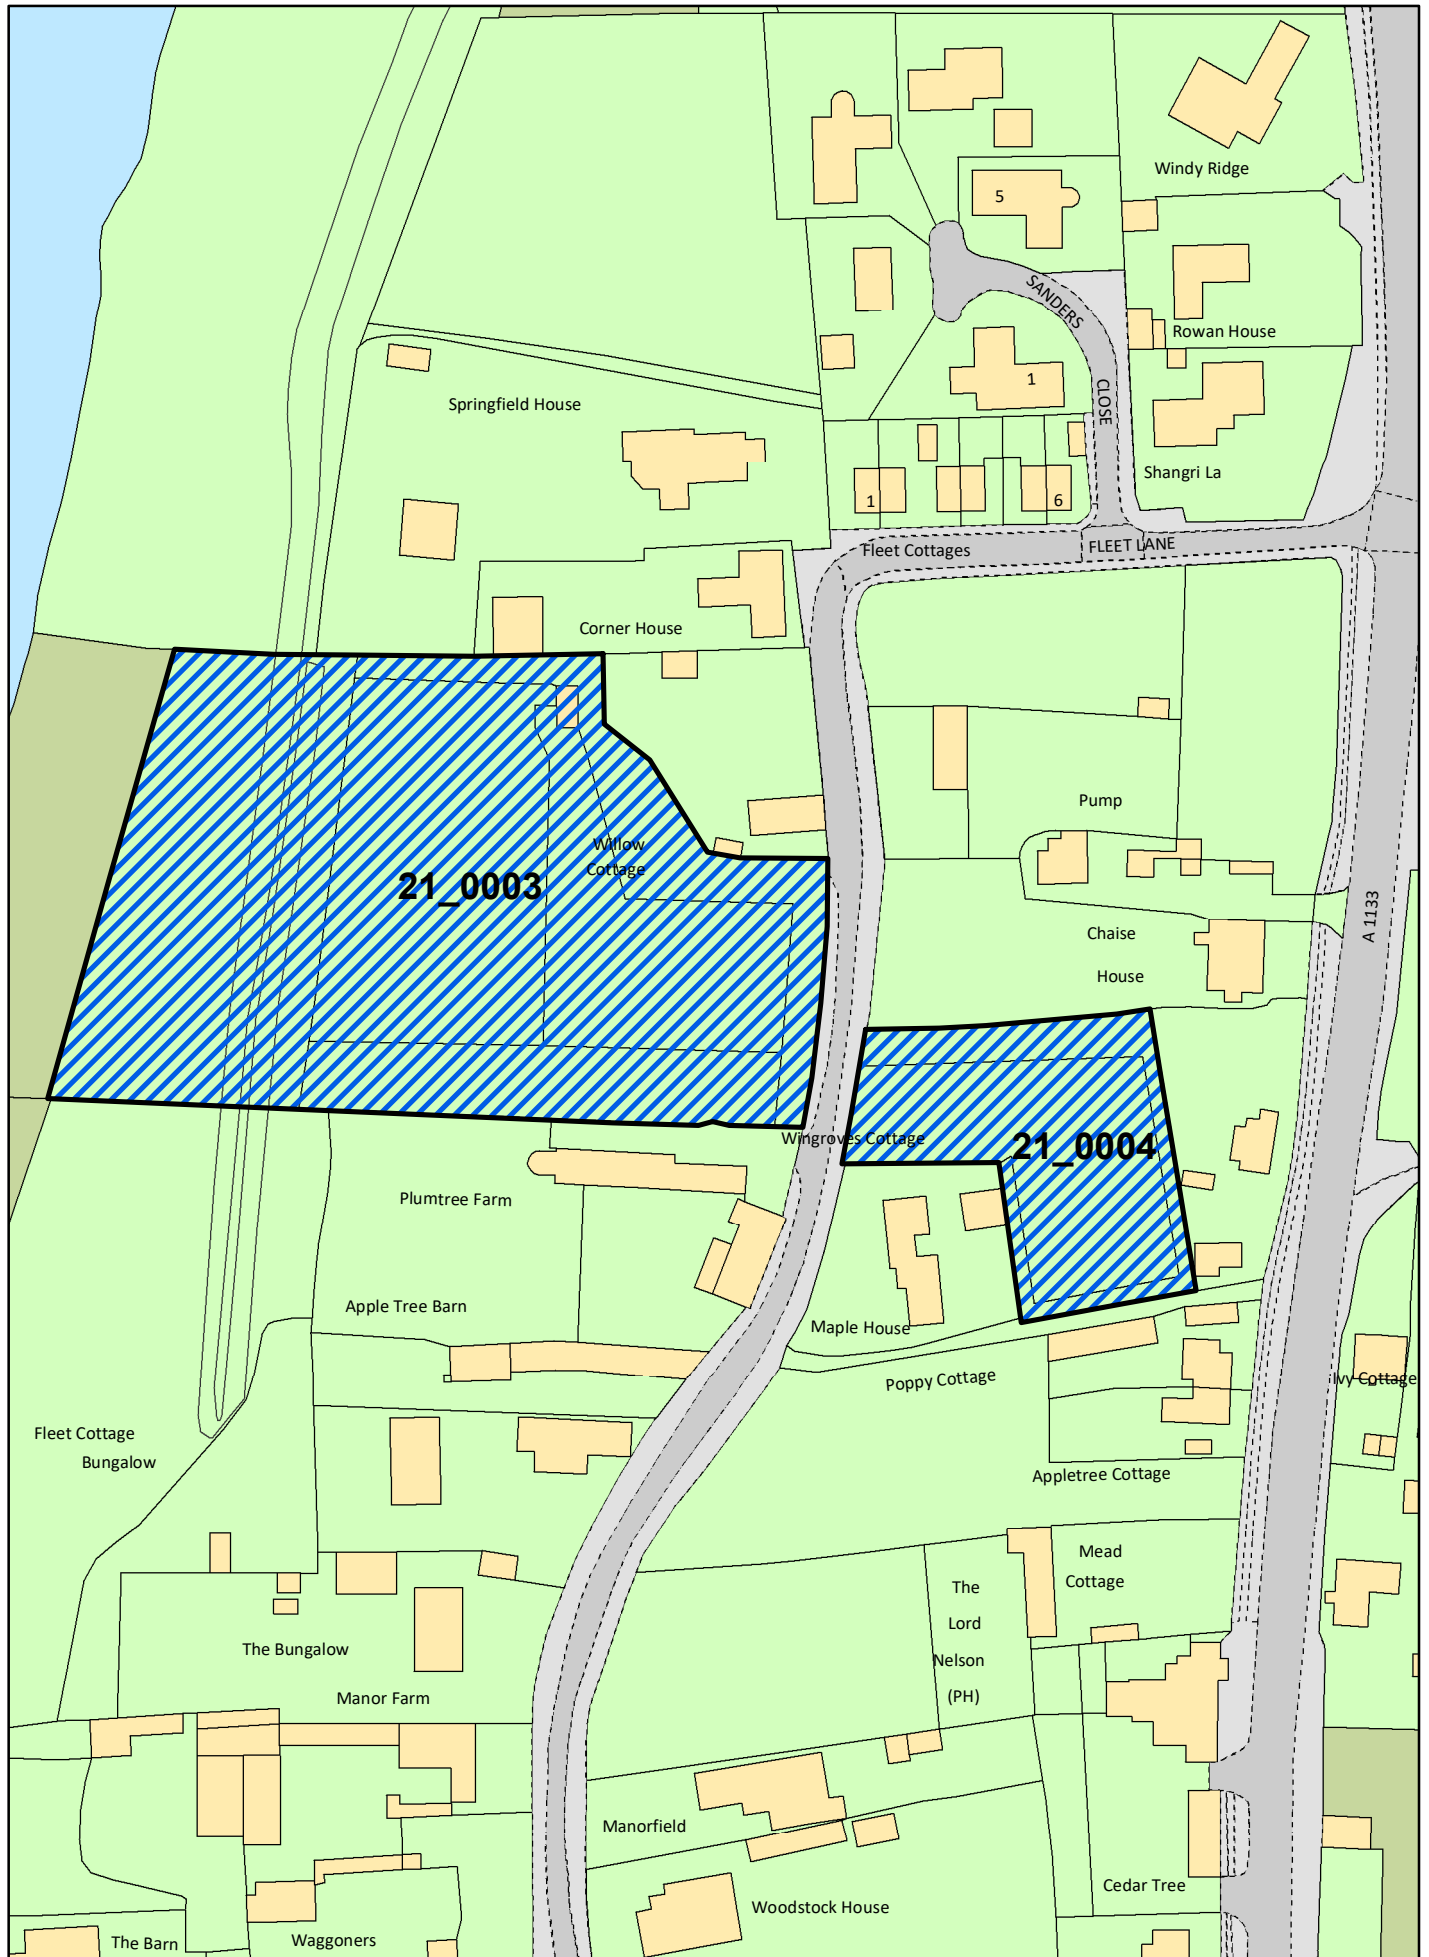 Windy Ridge
5
SANDERS
Rowan House
1
CLOSE
Springfield House
Shangri La
1
6
Fleet Cottages
FLEET LANE
Corner House
Pump
Willow
Cottage
21_0003
A 1133
Chaise
House
Wingroves Cottage
21_0004
Plumtree Farm
Apple Tree Barn
Maple House
Poppy Cottage
Ivy Cottage
Fleet Cottage
Bungalow
Appletree Cottage
Mead
Cottage
The
Lord
Nelson
(PH)
The Bungalow
Manor Farm
Manorfield
Cedar Tree
Woodstock House
The Barn
Waggoners